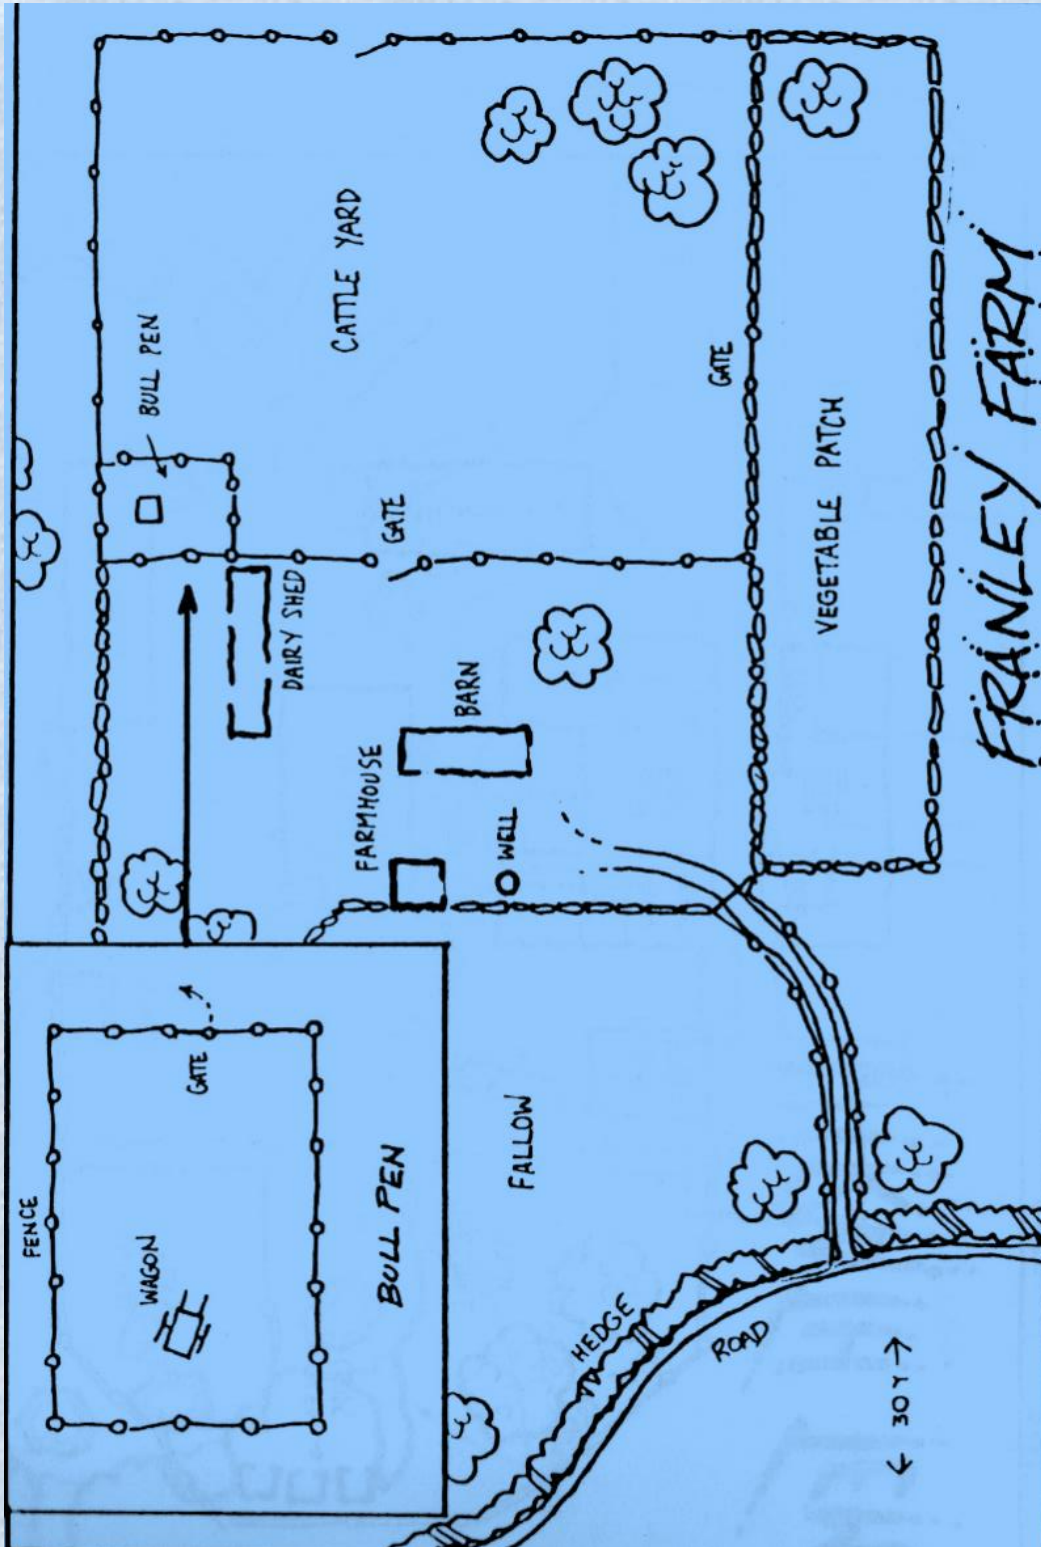 FRANLEY FARM
CATTLE YARD
BULL PEN
GATE
GATE
VEGETABLE PATCH
DAIRY SHED
BARN
FARMHOUSE
WELL
FALLOW
HEDGE
ROAD
30Y
FENCE
WAGON
GATE
BULL PEN